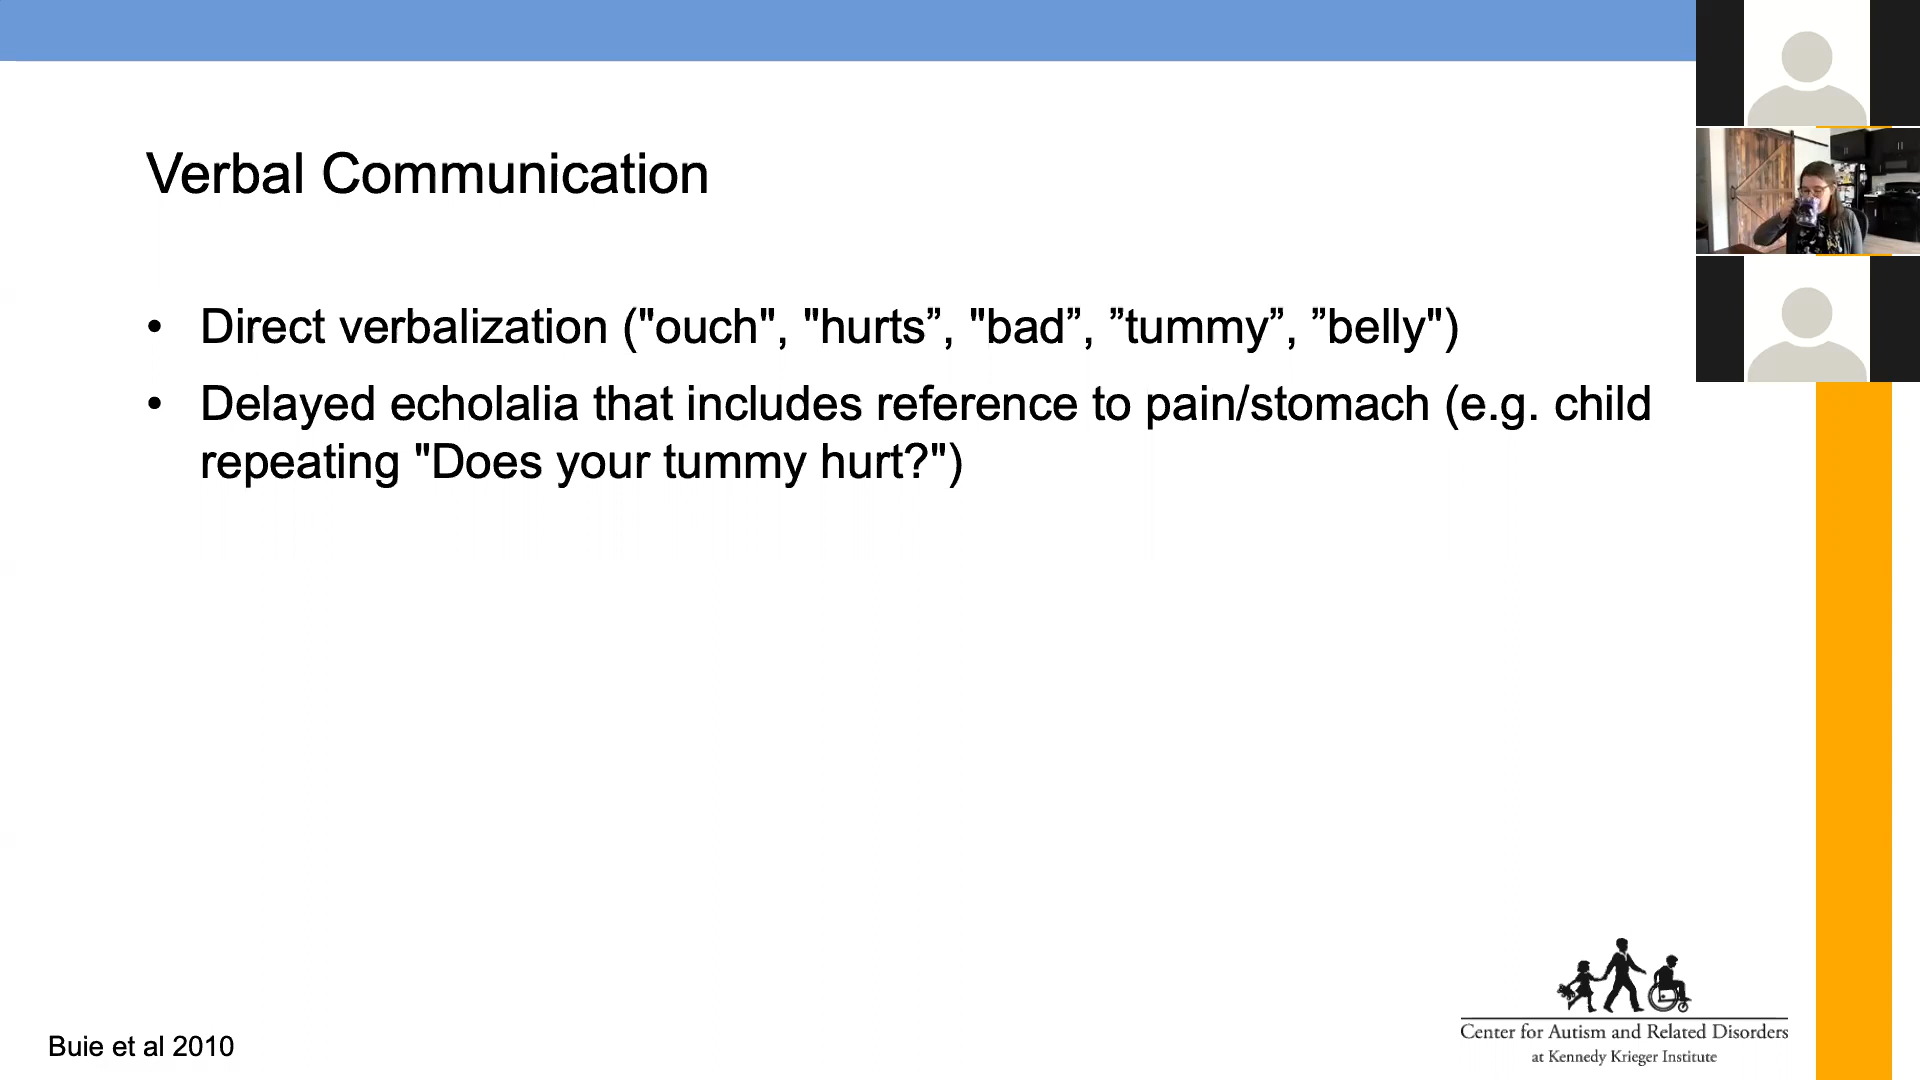 Verbal Communication
• Direct verbalization ("ouch", "hurts”, "bad”, ”tummy”, ”belly")
• Delayed echolalia that includes reference to pain/stomach (e.g. child
repeating "Does your tummy hurt?")
Center for Autism and Related Disorders
at Kennedy Krieger Institute
Buie et al 2010